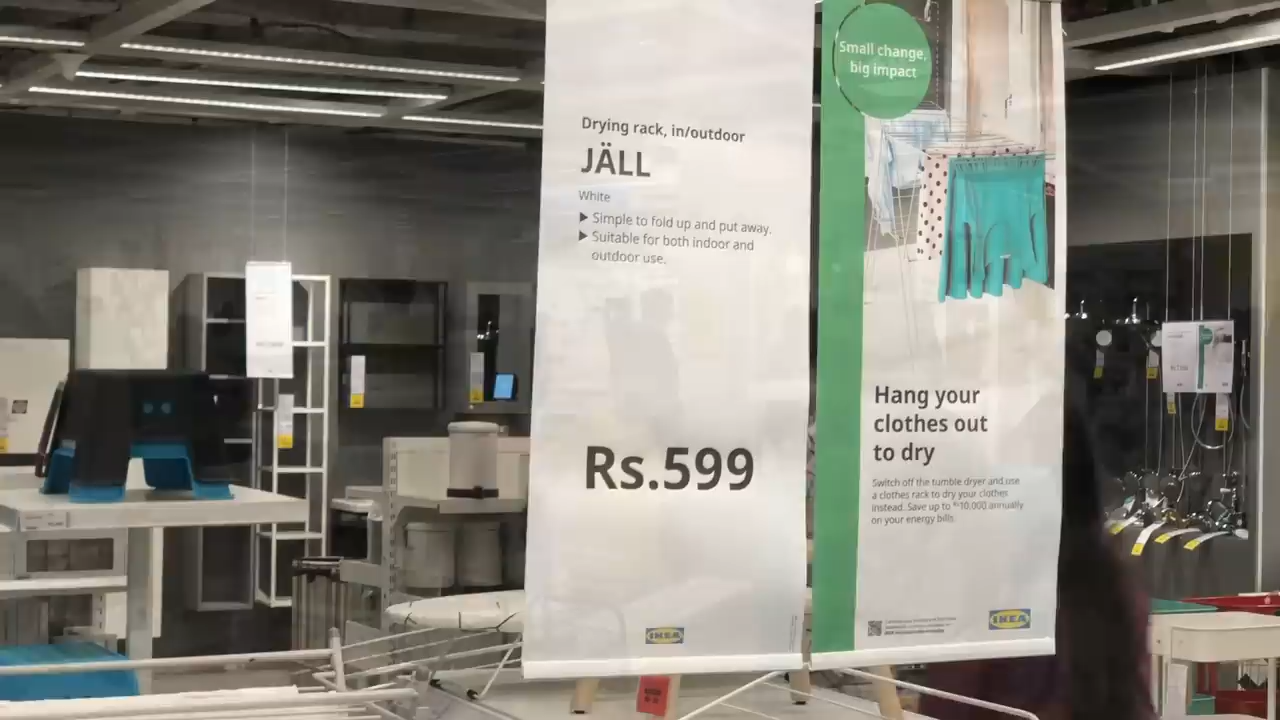 Drying rack, in/outdoor
JÄLL
White
▶ Simple to fold up and put away.
▶ Suitable for both indoor and
outdoor use.
Rs.599
IKEA
Small change,
big impact
Hang your
clothes out
to dry
Switch off the tumble dryer and use
a clothes rack to dry your clothes
instead. Save up to ₹10,000 annually
on your energy bills.
IKEA